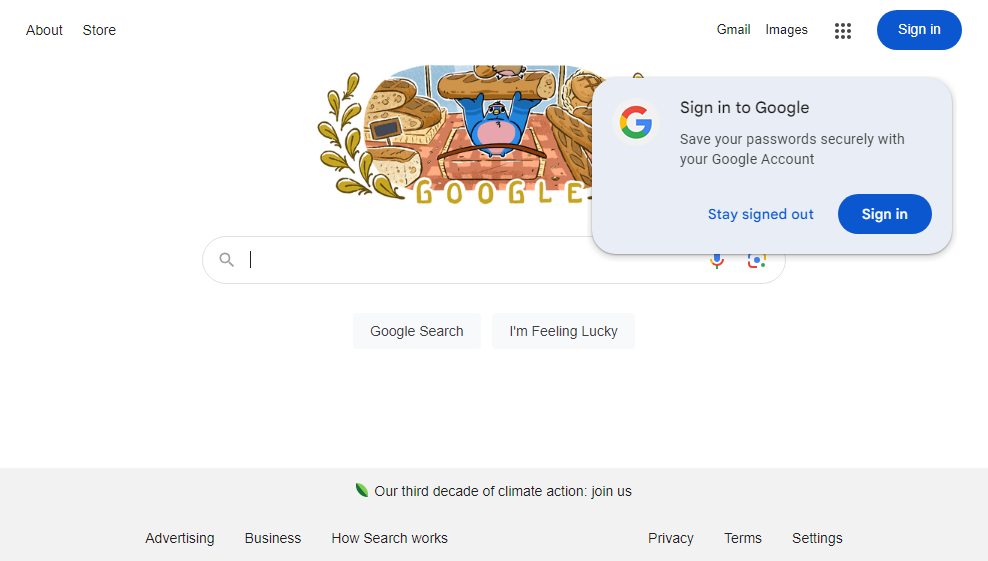 About Store
Gmail Images
Sign in
GOOGLE
Sign in to Google
Save your passwords securely with
your Google Account
Stay signed out
Sign in
Google Search
I'm Feeling Lucky
Our third decade of climate action: join us
Advertising Business How Search works
Privacy Terms Settings